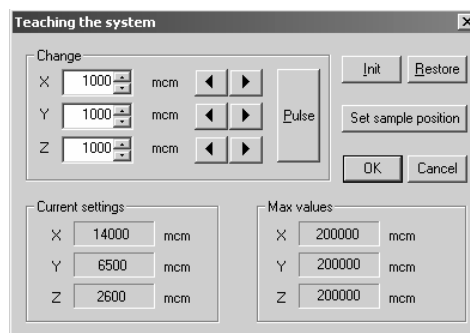 Teaching the system
Change
X 1000 mcm
Y 1000 mcm
Z 1000 mcm
Pulse
Init Restore
Set sample position
OK Cancel
Current settings
X 14000 mcm
Y 6500 mcm
Z 2600 mcm
Max values
X 200000 mcm
Y 200000 mcm
Z 200000 mcm